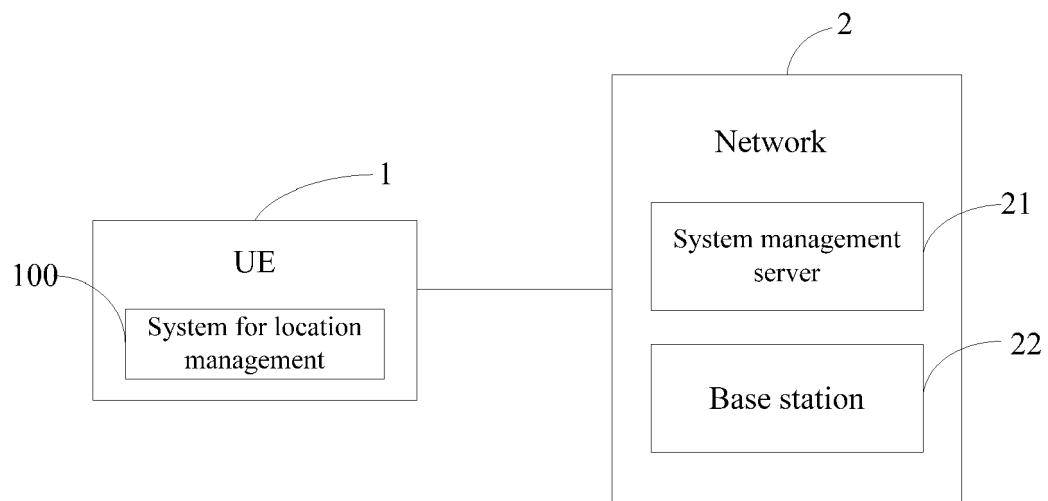 2
Network
1
21
UE
System management
server
100
System for location
management
22
Base station